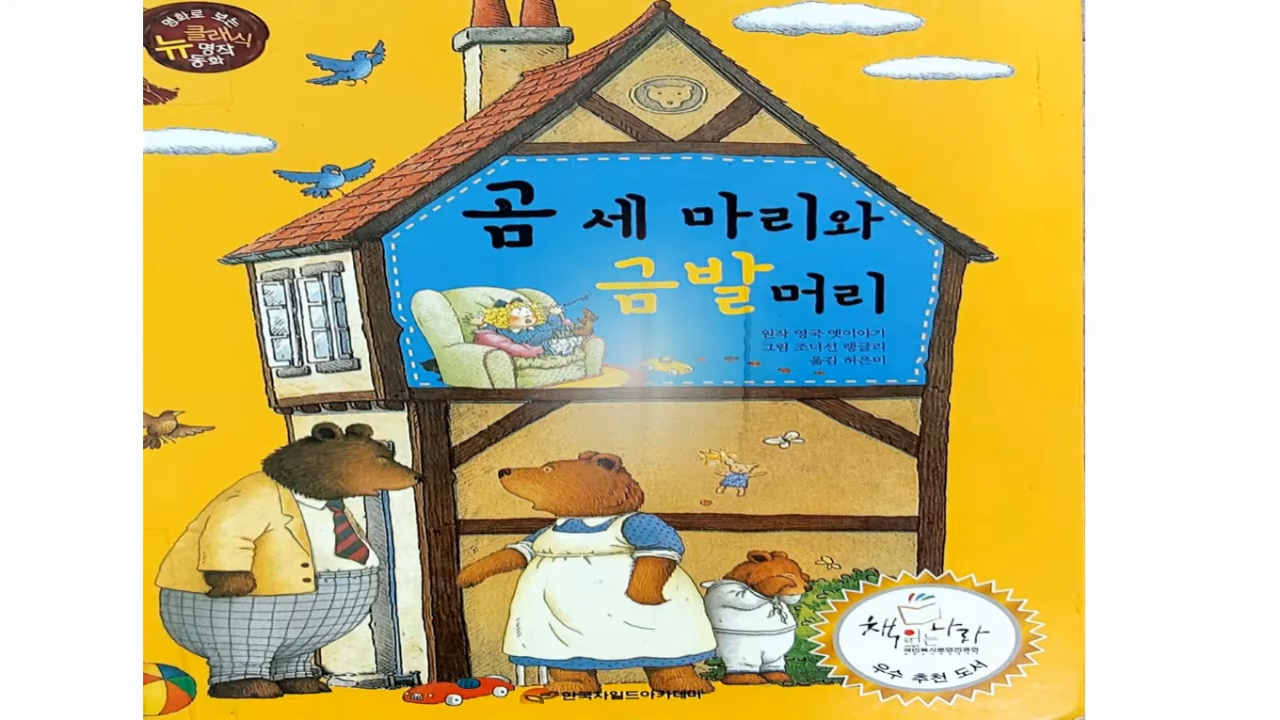 명화로 보는
클래식
뉴 명작
동화
곰 세 마리와
금발머리
원작 영국 옛이야기
그림 조너선 랭글리
옮김 허은미
책 읽는 나라
우수 추천 도서
한국차일드아카데미